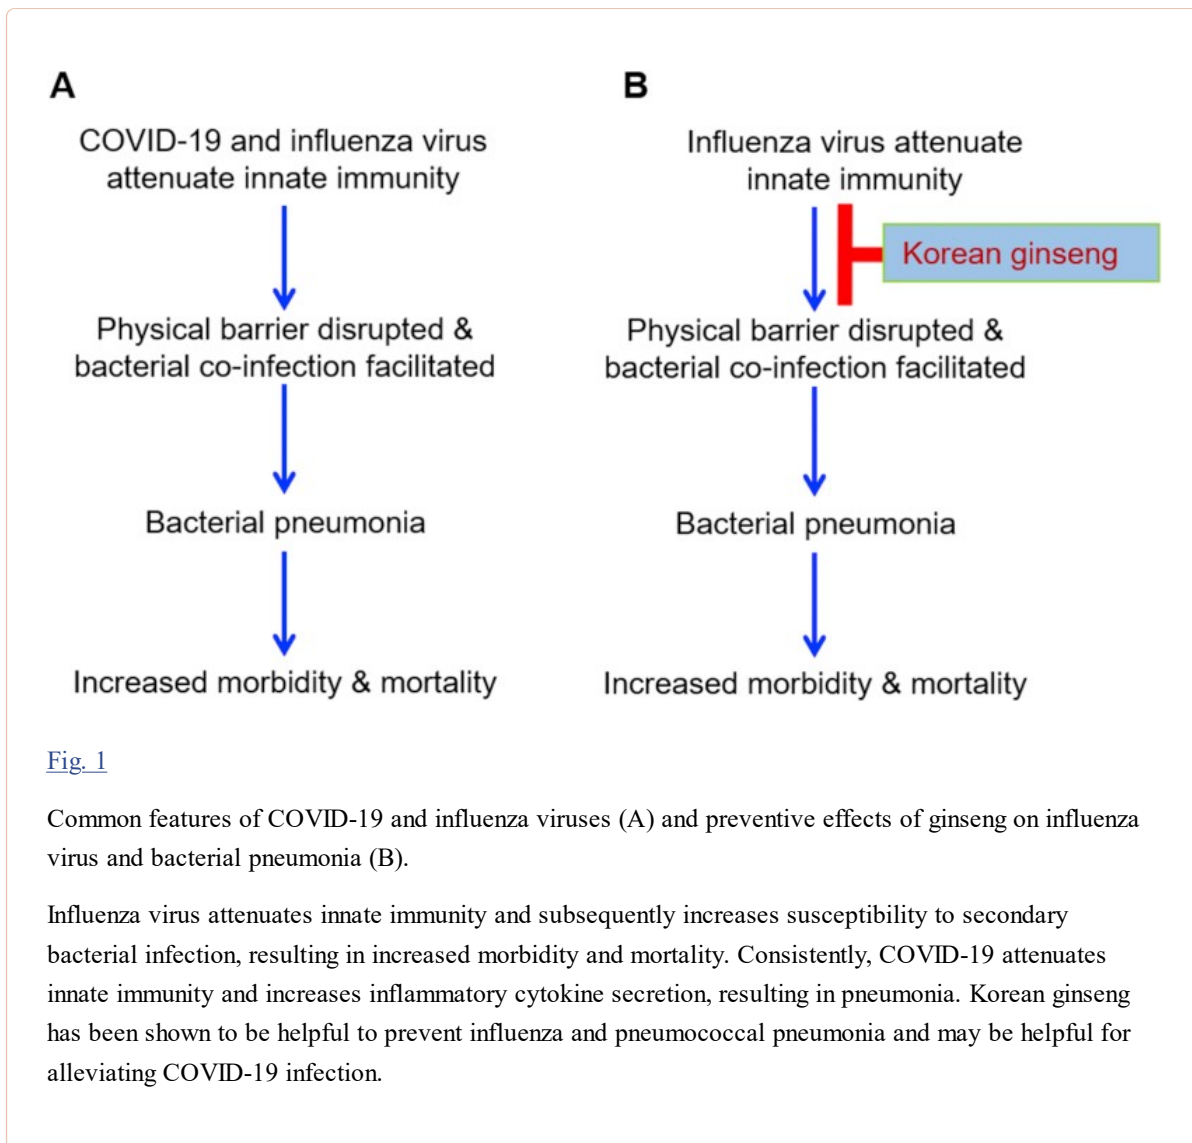 A
COVID-19 and influenza virus
attenuate innate immunity
Physical barrier disrupted &
bacterial co-infection facilitated
Bacterial pneumonia
Increased morbidity & mortality
B
Influenza virus attenuate
innate immunity
Korean ginseng
Physical barrier disrupted &
bacterial co-infection facilitated
Bacterial pneumonia
Increased morbidity & mortality
Fig. 1
Common features of COVID-19 and influenza viruses (A) and preventive effects of ginseng on influenza
virus and bacterial pneumonia (B).
Influenza virus attenuates innate immunity and subsequently increases susceptibility to secondary
bacterial infection, resulting in increased morbidity and mortality. Consistently, COVID-19 attenuates
innate immunity and increases inflammatory cytokine secretion, resulting in pneumonia. Korean ginseng
has been shown to be helpful to prevent influenza and pneumococcal pneumonia and may be helpful for
alleviating COVID-19 infection.